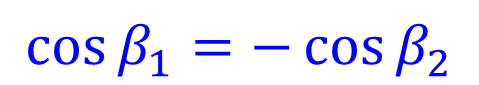 cos β₁ = − cos β₂